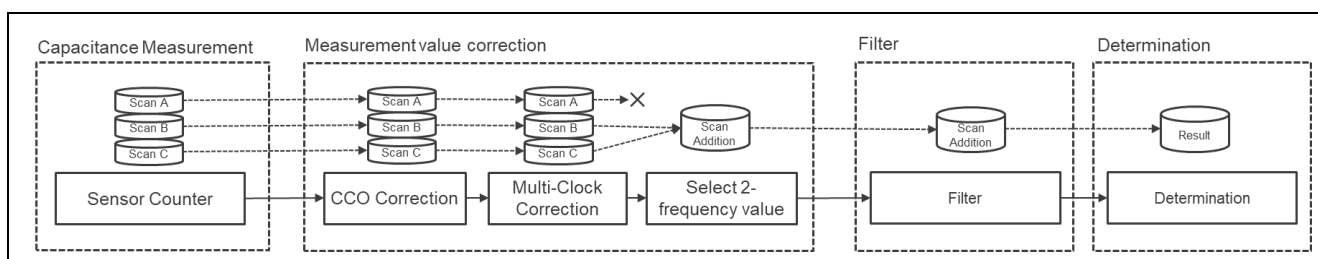 Capacitance Measurement
Measurement value correction
Filter
Determination
Scan A
Scan B
Scan C
Scan A
Scan B
Scan C
Scan A
Scan B
Scan C
Scan
Addition
Scan
Addition
Result
Sensor Counter
CCO Correction
Multi-Clock
Correction
Select 2-
frequency value
Filter
Determination